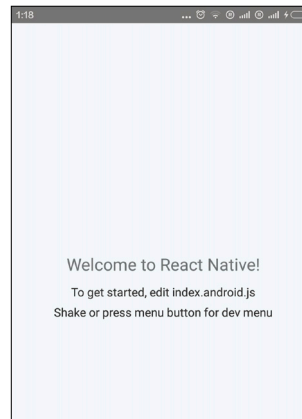 1:18
...
Welcome to React Native!
To get started, edit index.android.js
Shake or press menu button for dev menu